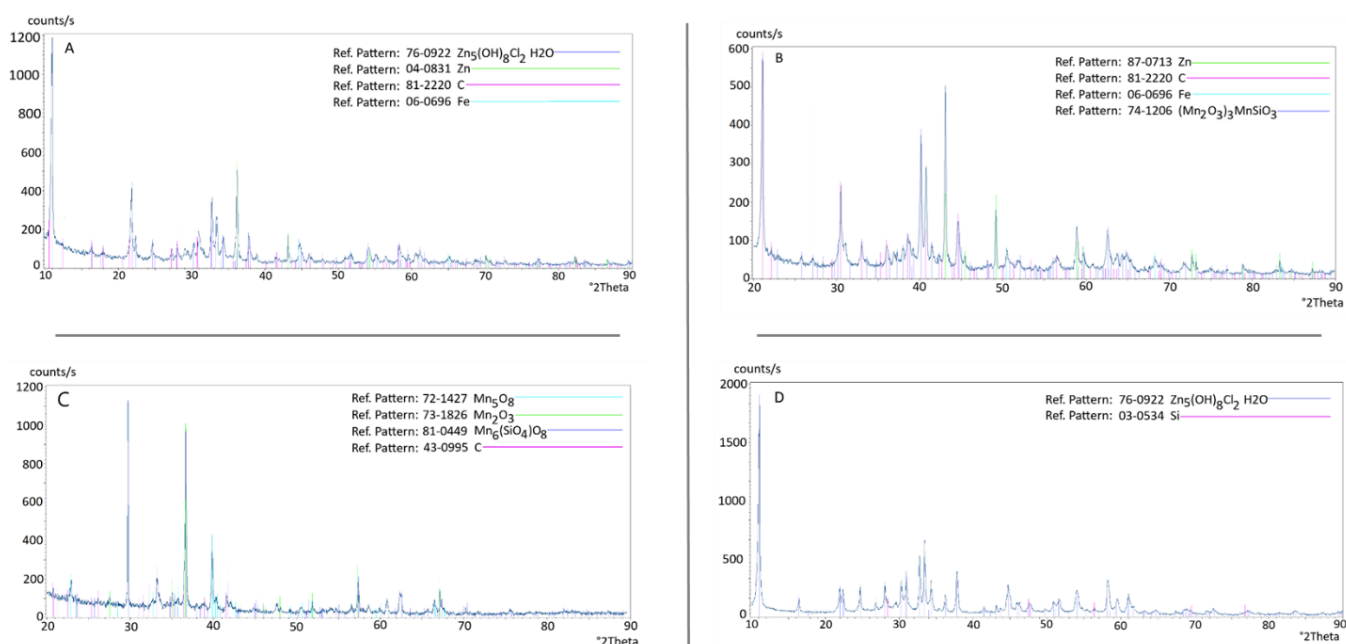 counts/s
A
Ref. Pattern: 76-0922 Zn5(OH)8Cl2 H2O
Ref. Pattern: 04-0831 Zn
Ref. Pattern: 81-2220 C
Ref. Pattern: 06-0696 Fe
1200
1000
800
600
400
200
0
10 20 30 40 50 60 70 80 90
°2Theta
counts/s
B
Ref. Pattern: 87-0713 Zn
Ref. Pattern: 81-2220 C
Ref. Pattern: 06-0696 Fe
Ref. Pattern: 74-1206 (Mn2O3)3MnSiO3
600
500
400
300
200
100
0
20 30 40 50 60 70 80 90
°2Theta
counts/s
C
Ref. Pattern: 72-1427 Mn5O8
Ref. Pattern: 73-1826 Mn2O3
Ref. Pattern: 81-0449 Mn6(SiO4)O8
Ref. Pattern: 43-0995 C
1200
1000
800
600
400
200
0
20 30 40 50 60 70 80 90
°2Theta
counts/s
D
Ref. Pattern: 76-0922 Zn5(OH)8Cl2 H2O
Ref. Pattern: 03-0534 Si
2000
1500
1000
500
0
10 20 30 40 50 60 70 80 90
°2Theta